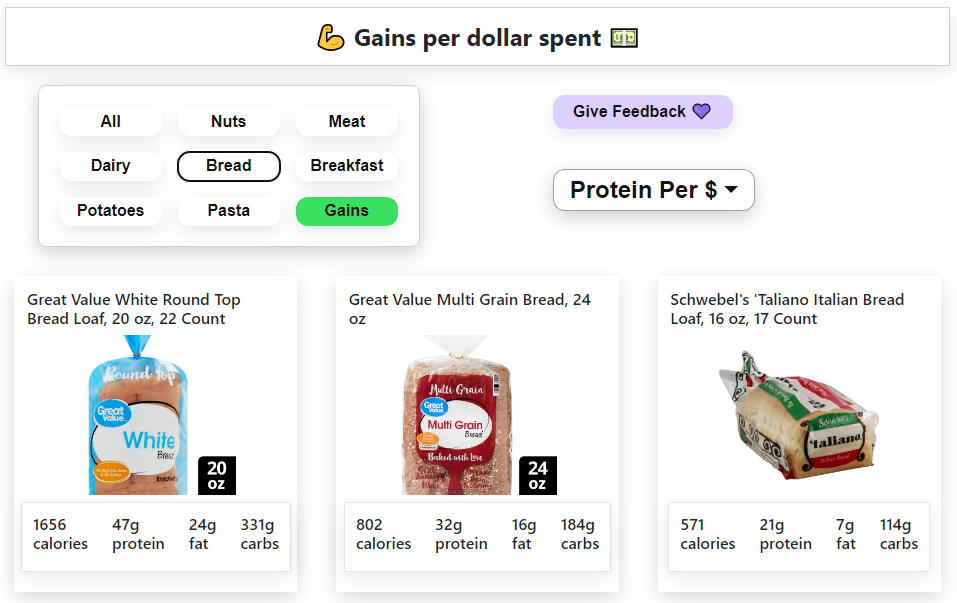 💪 Gains per dollar spent 💵
All Nuts Meat
Dairy Bread Breakfast
Potatoes Pasta Gains
Give Feedback 💜
Protein Per $
Great Value White Round Top
Bread Loaf, 20 oz, 22 Count
Round Top
Great
Value
White
Bread
20
oz
1656 47g 24g 331g
calories protein fat carbs
Great Value Multi Grain Bread, 24
oz
Multi Grain
Great
Value
Multi Grain
Bread
Baked with Love
24
oz
802 32g 16g 184g
calories protein fat carbs
Schwebel's 'Taliano Italian Bread
Loaf, 16 oz, 17 Count
Schwebel's
'taliano
Italian Bread
571 21g 7g 114g
calories protein fat carbs